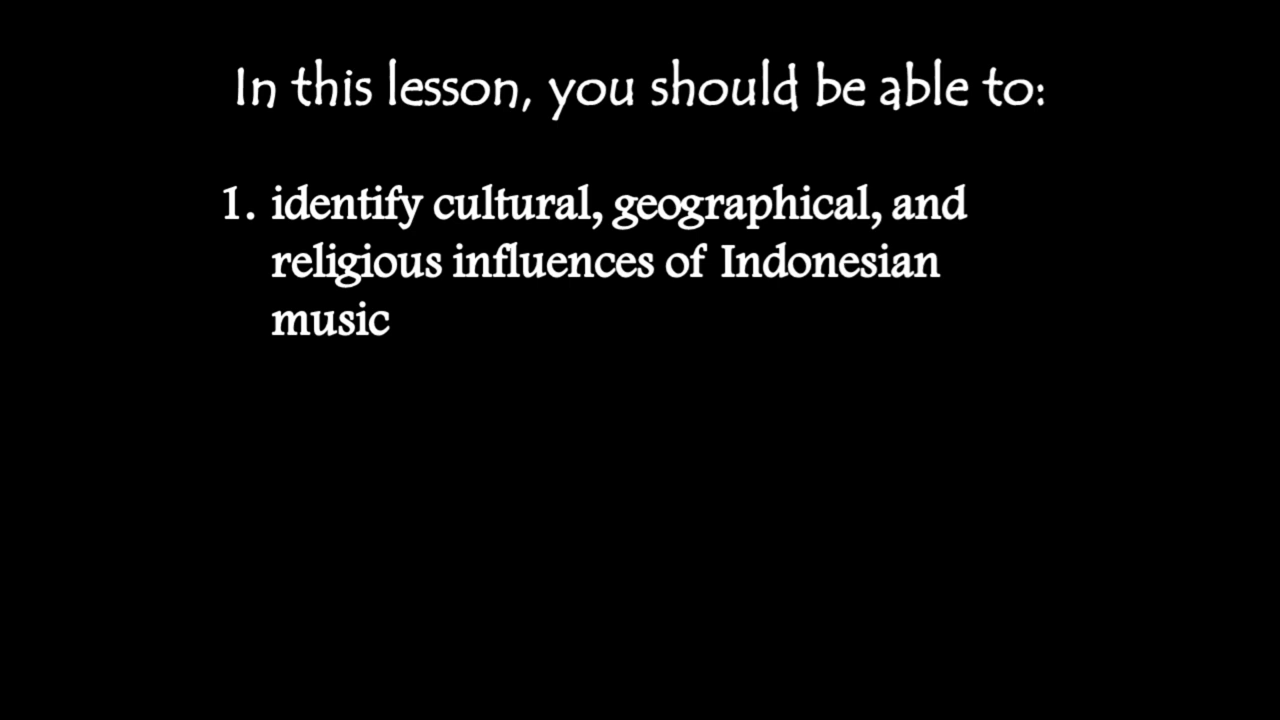 In this lesson, you should be able to:
1. identify cultural, geographical, and
religious influences of Indonesian
music